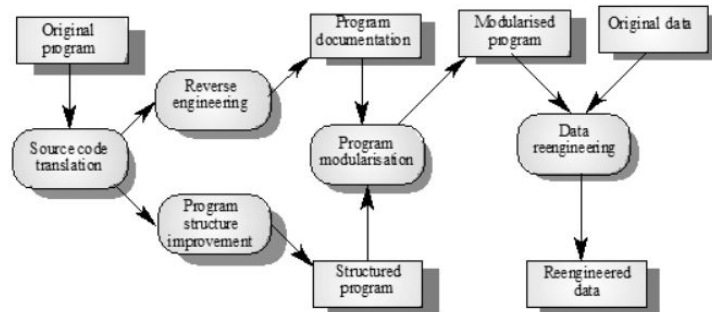 Original
program
Program
documentation
Modularised
program
Original data
Reverse
engineering
Source code
translation
Program
modularisation
Data
reengineering
Program
structure
improvement
Structured
program
Reengineered
data